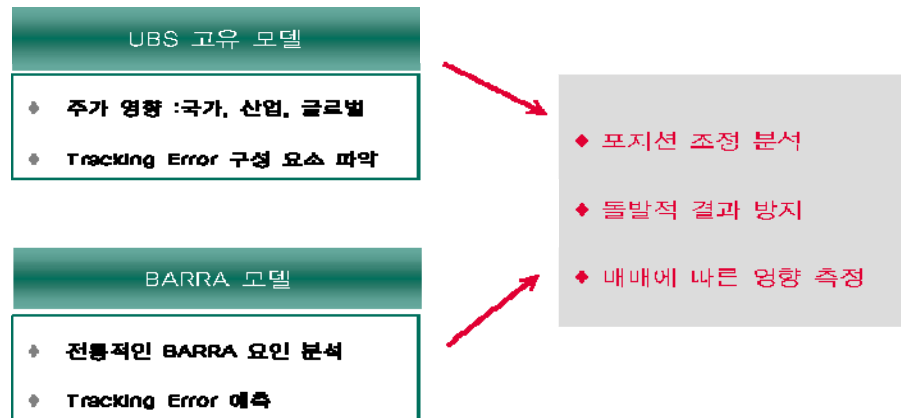 UBS 고유 모델
주가 영향 :국가, 산업, 글로벌
Tracking Error 구성 요소 파악
BARRA 모델
전통적인 BARRA 요인 분석
Tracking Error 예측
포지션 조정 분석
돌발적 결과 방지
매매에 따른 영향 측정